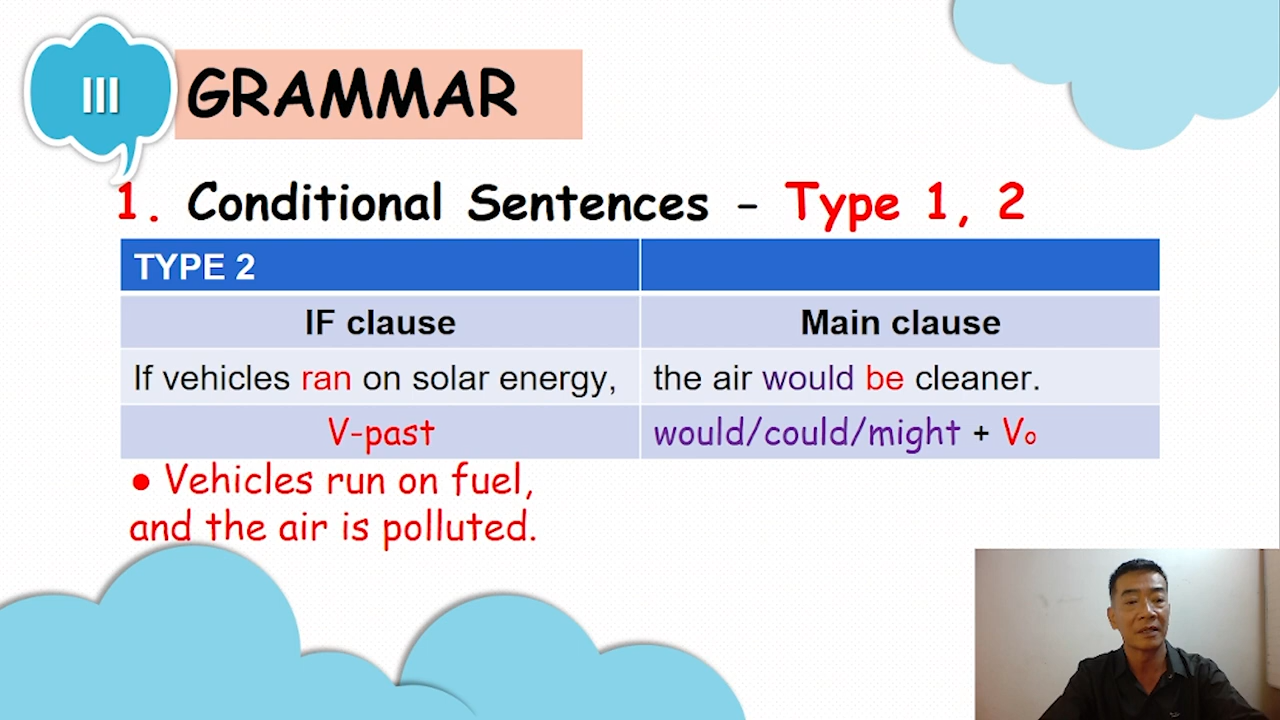 III
GRAMMAR
1. Conditional Sentences – Type 1, 2
TYPE 2
IF clause Main clause
If vehicles ran on solar energy, the air would be cleaner.
V-past would/could/might + Vo
● Vehicles run on fuel,
and the air is polluted.